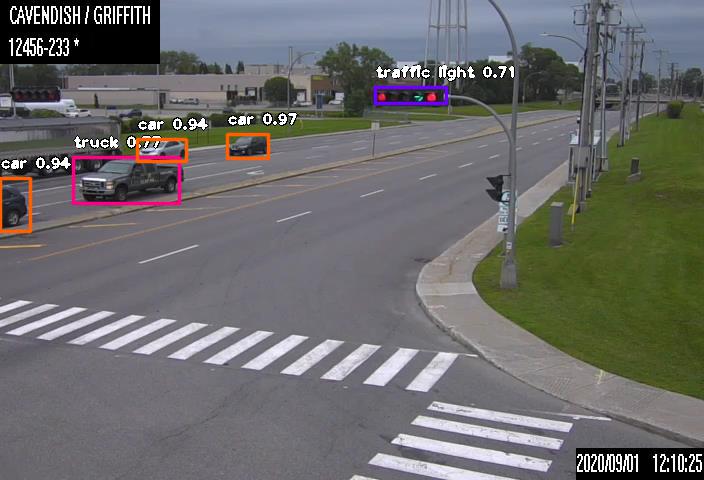 CAVENDISH / GRIFFITH
12456-233 *
traffic light 0.71
car 0.94
car 0.97
truck 0.77
car 0.94
2020/09/01 12:10:25